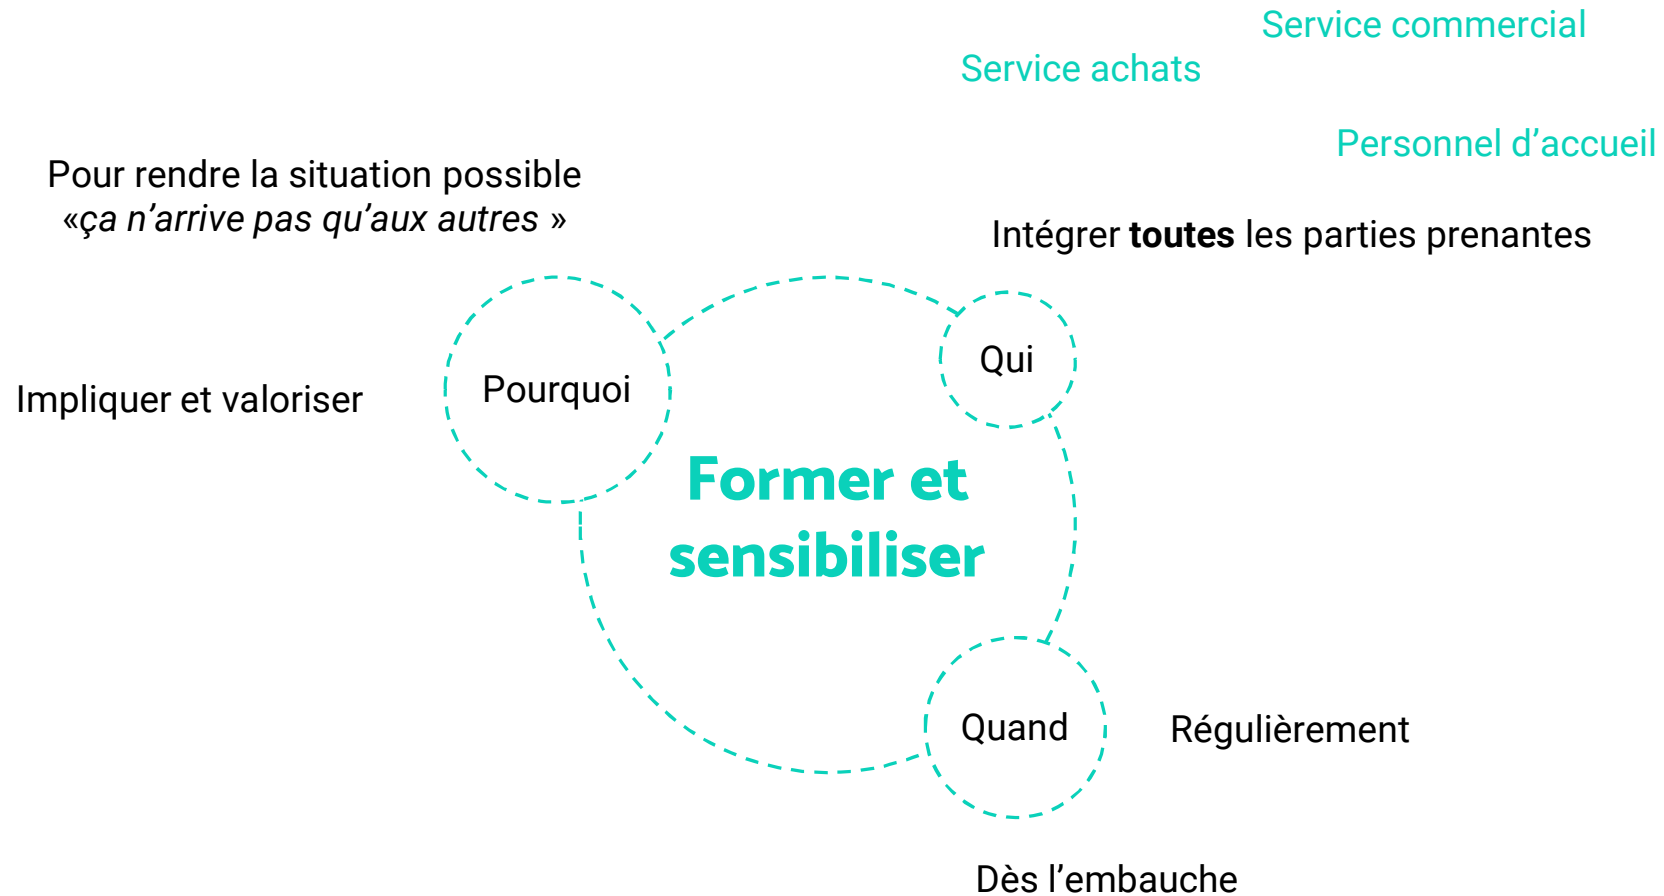 Service commercial
Service achats
Personnel d’accueil
Pour rendre la situation possible
«ça n’arrive pas qu’aux autres »
Intégrer toutes les parties prenantes
Qui
Pourquoi
Impliquer et valoriser
Former et
sensibiliser
Quand
Régulièrement
Dès l’embauche